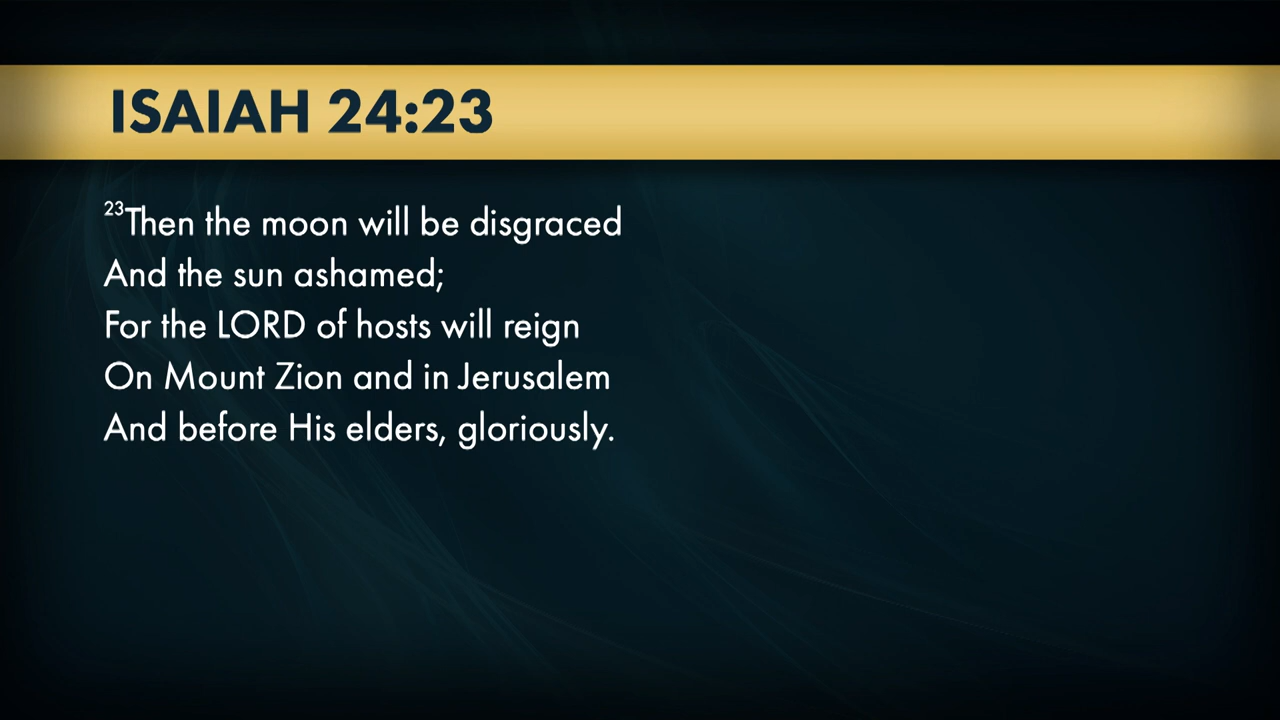 ISAIAH 24:23
23Then the moon will be disgraced
And the sun ashamed;
For the LORD of hosts will reign
On Mount Zion and in Jerusalem
And before His elders, gloriously.